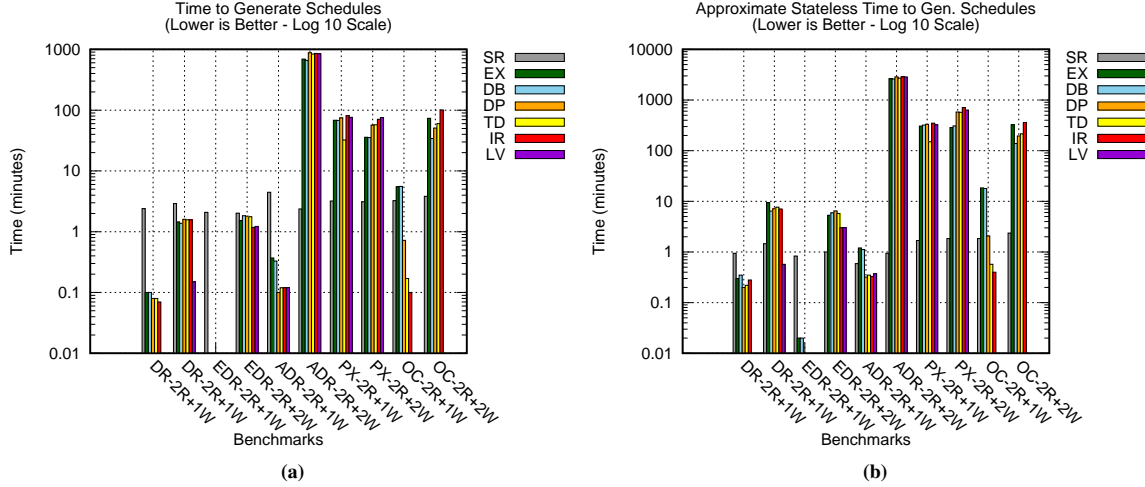 Time to Generate Schedules
(Lower is Better - Log 10 Scale)
1000
100
10
1
0.1
0.01
Time (minutes)
SR
EX
DB
DP
TD
IR
LV
DR-2R+1W
DR-2R+1W
EDR-2R+1W
EDR-2R+2W
ADR-2R+1W
ADR-2R+2W
PX-2R+1W
PX-2R+2W
OC-2R+1W
OC-2R+2W
Benchmarks
(a)
Approximate Stateless Time to Gen. Schedules
(Lower is Better - Log 10 Scale)
10000
1000
100
10
1
0.1
0.01
Time (minutes)
SR
EX
DB
DP
TD
IR
LV
DR-2R+1W
DR-2R+1W
EDR-2R+1W
EDR-2R+2W
ADR-2R+1W
ADR-2R+2W
PX-2R+1W
PX-2R+2W
OC-2R+1W
OC-2R+2W
Benchmarks
(b)